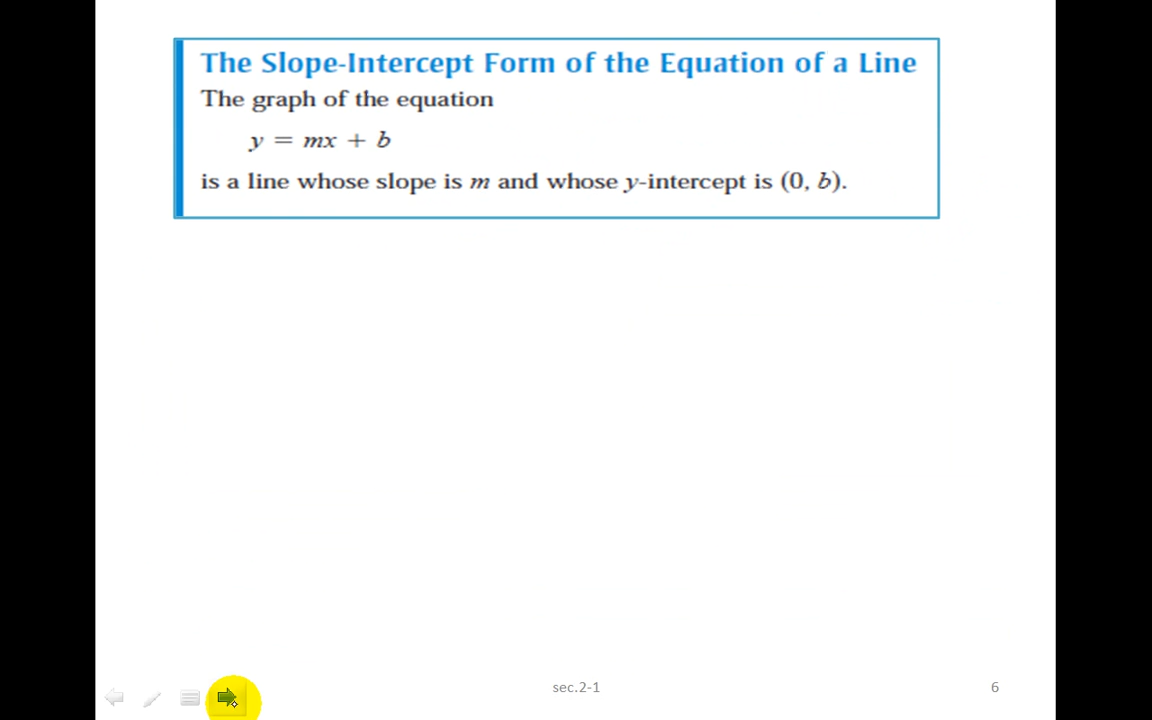 The Slope-Intercept Form of the Equation of a Line
The graph of the equation
y = mx + b
is a line whose slope is m and whose y-intercept is (0, b).
sec.2-1
6